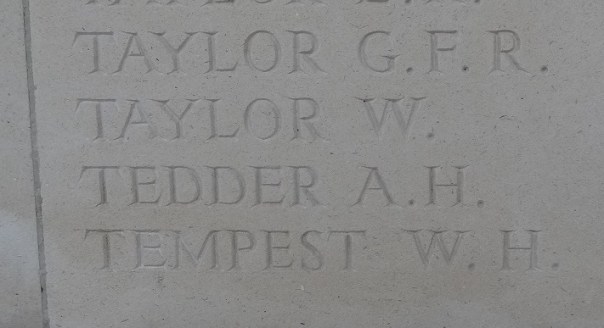 TAYLOR G.F.R.
TAYLOR W.
TEDDER A.H.
TEMPEST W.H.